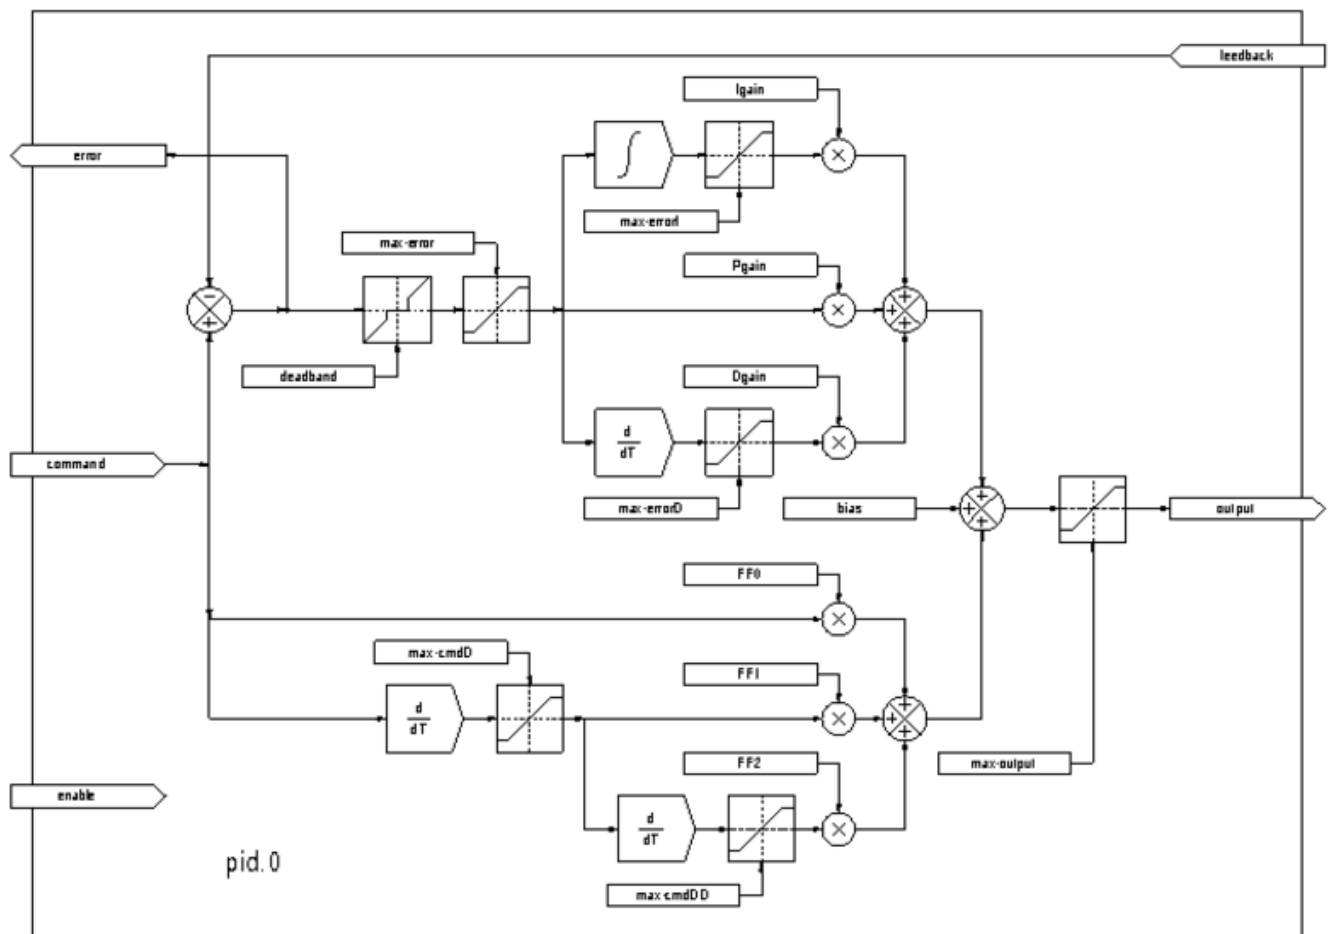 feedback
Igain
error
max-errorI
max-error
Pgain
−
+
+
+
+
deadband
Dgain
d
dT
command
max-errorD
bias
+
+
+
output
FF0
max-cmdD
FF1
d
dT
+
+
+
max-output
FF2
enable
d
dT
pid.0
max-cmdDD